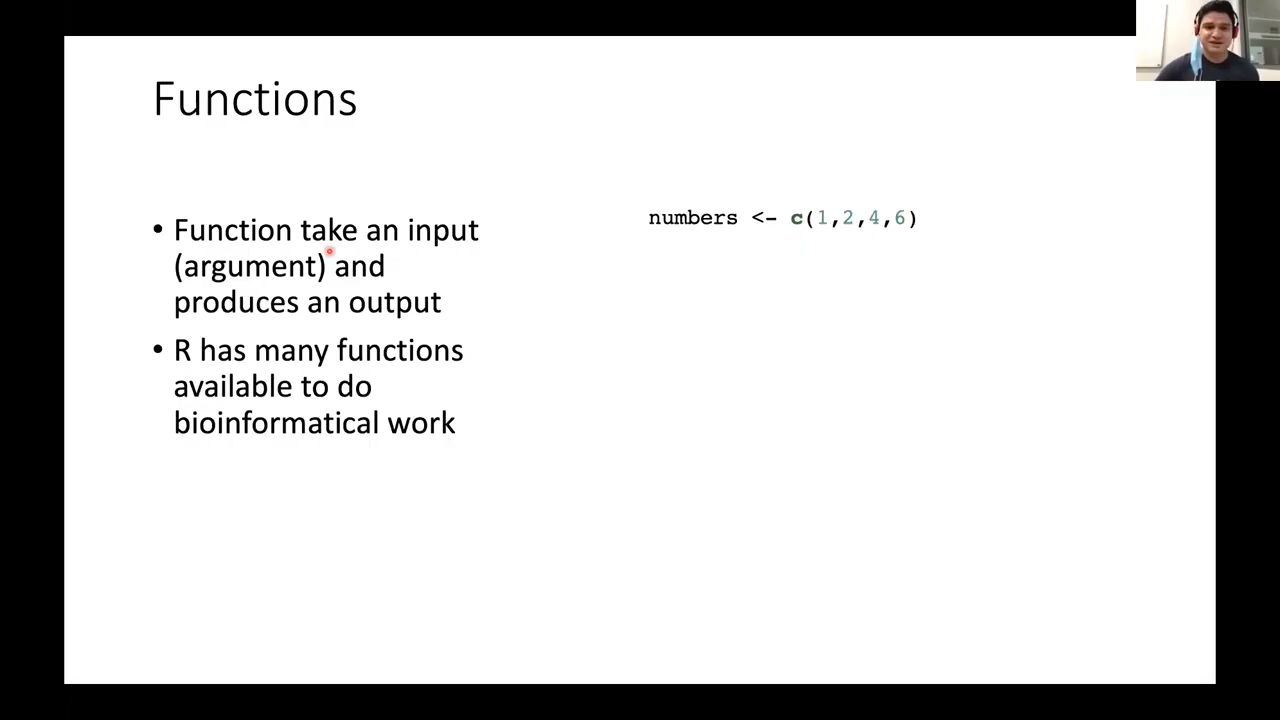 Functions
• Function take an input
(argument) and
produces an output
• R has many functions
available to do
bioinformatical work
numbers <- c(1,2,4,6)